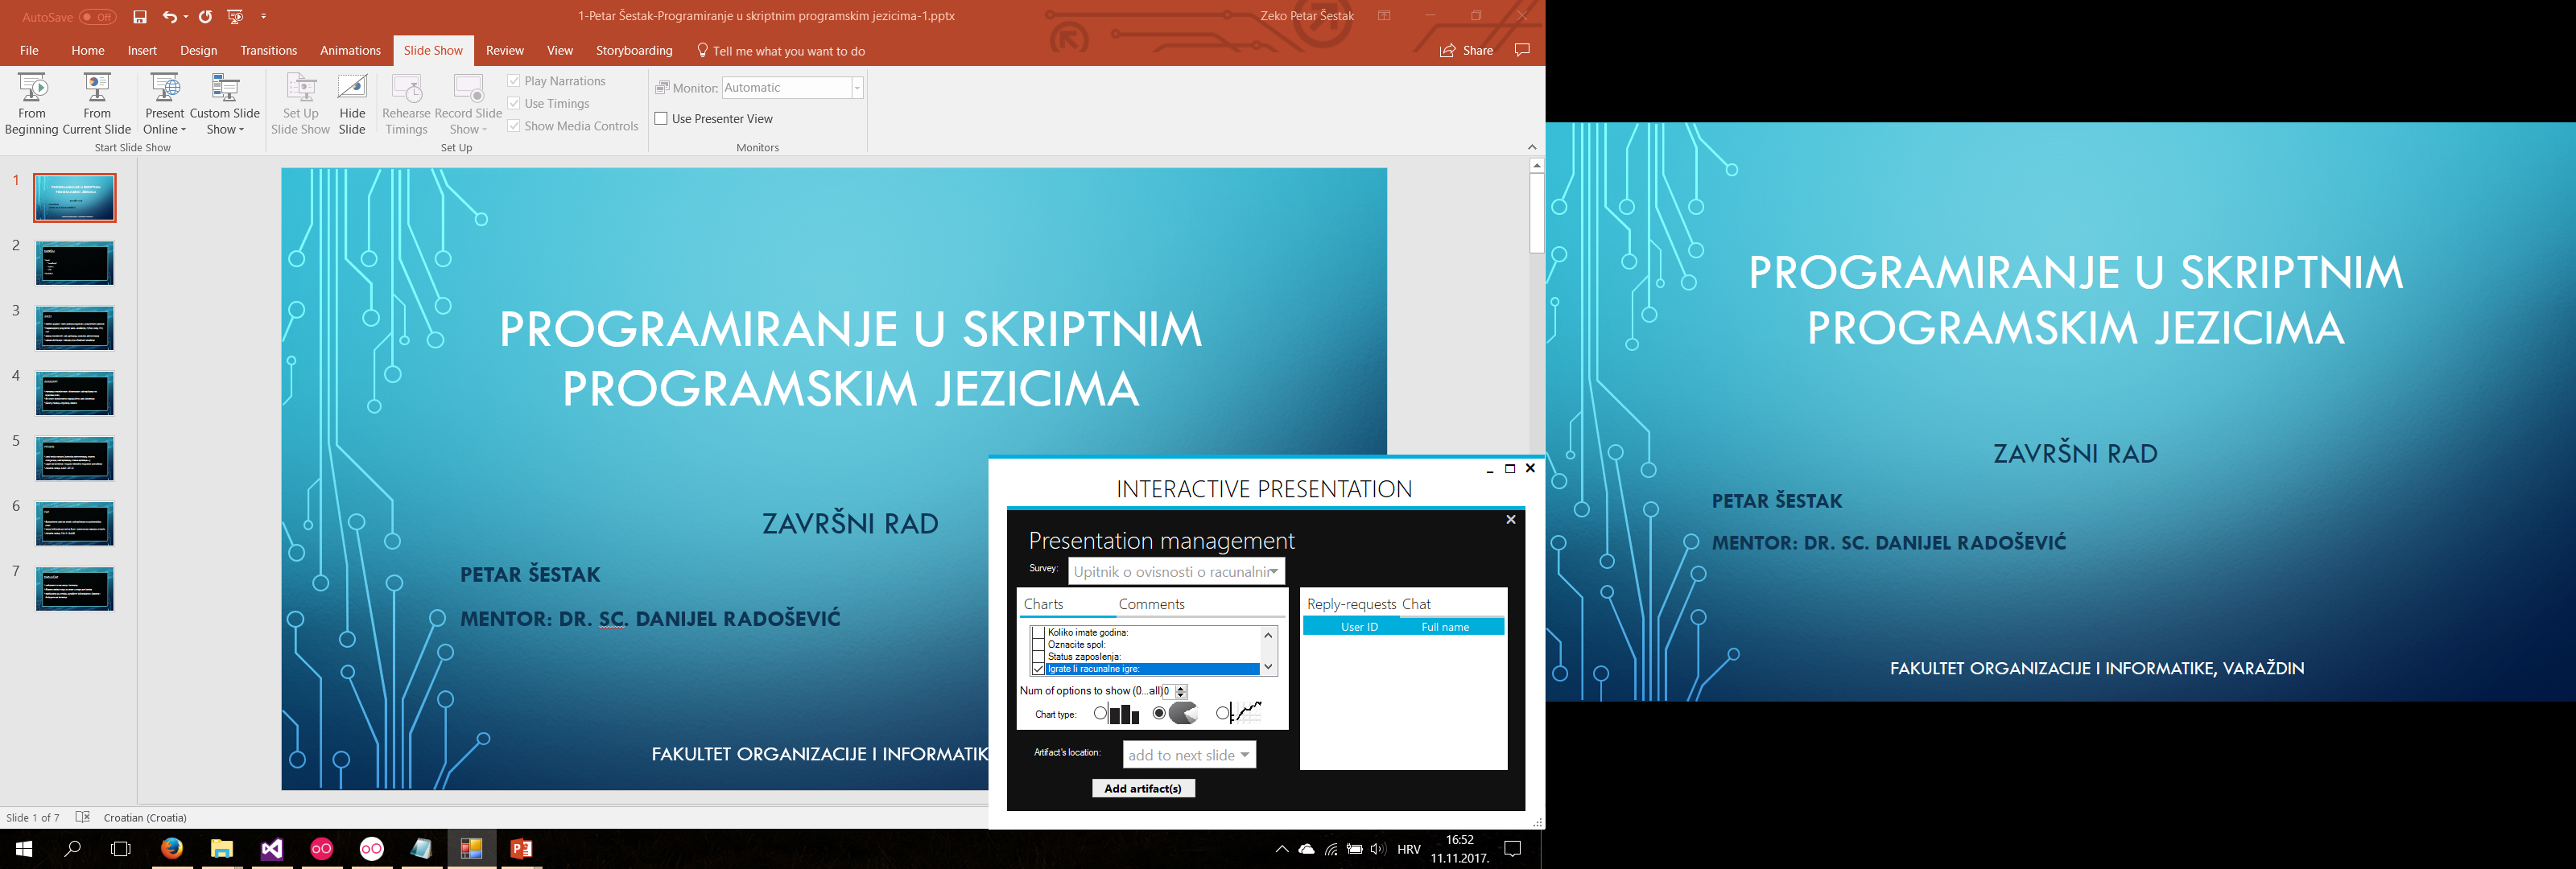 AutoSave Off
1-Petar Šestak-Programiranje u skriptnim programskim jezicima-1.pptx
Zeko Petar Šestak
File Home Insert Design Transitions Animations Slide Show Review View Storyboarding Tell me what you want to do
Share
From Beginning
From Current Slide
Present Online
Custom Slide Show
Start Slide Show
Set Up Slide Show
Hide Slide
Rehearse Timings
Record Slide Show
Play Narrations
Use Timings
Show Media Controls
Set Up
Monitor: Automatic
Use Presenter View
Monitors
1
2
3
4
5
6
7
PROGRAMIRANJE U SKRIPTNIM
PROGRAMSKIM JEZICIMA
ZAVRŠNI RAD
PETAR ŠESTAK
MENTOR: DR. SC. DANIJEL RADOŠEVIĆ
FAKULTET ORGANIZACIJE I INFORMATIK
INTERACTIVE PRESENTATION
Presentation management
Survey: Upitnik o ovisnosti o racunalnir
Charts Comments
Koliko imate godina:
Oznacite spol:
Status zaposlenja:
Igrate li racunalne igre:
Num of options to show (0...all) 0
Chart type:
Artifact's location: add to next slide
Add artifact(s)
Reply-requests Chat
User ID Full name
Slide 1 of 7 Croatian (Croatia)
HRV
16:52
11.11.2017.
PROGRAMIRANJE U SKRIPTNIM
PROGRAMSKIM JEZICIMA
ZAVRŠNI RAD
PETAR ŠESTAK
MENTOR: DR. SC. DANIJEL RADOŠEVIĆ
FAKULTET ORGANIZACIJE I INFORMATIKE, VARAŽDIN